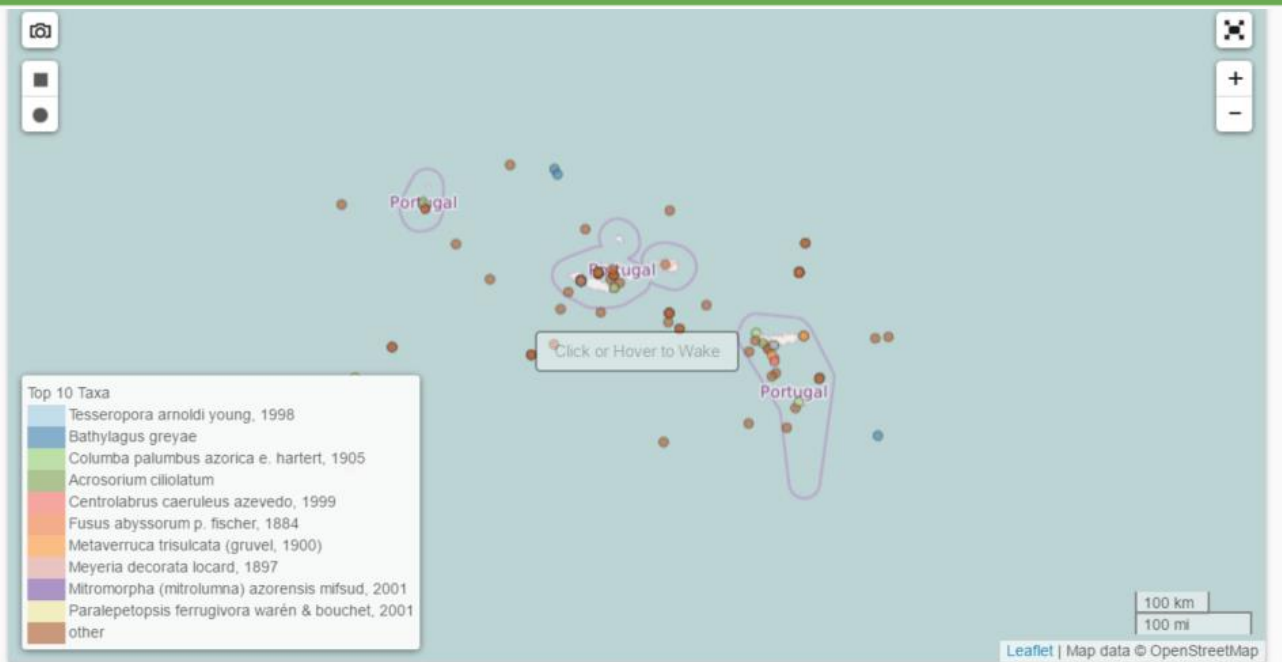 +
−
Portugal
Portugal
Click or Hover to Wake
Portugal
Top 10 Taxa
Tesseropora arnoldi young, 1998
Bathylagus greyae
Columba palumbus azorica e. hartert, 1905
Acrosorium ciliolatum
Centrolabrus caeruleus azevedo, 1999
Fusus abyssorum p. fischer, 1884
Metaverruca trisulcata (gruvel, 1900)
Meyeria decorata locard, 1897
Mitromorpha (mitrolumna) azorensis mifsud, 2001
Paralepetopsis ferrugivora warén & bouchet, 2001
other
100 km
100 mi
Leaflet | Map data © OpenStreetMap